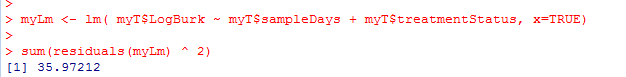 >
> myLm <- lm( myT$LogBurk ~ myT$sampleDays + myT$treatmentStatus, x=TRUE)
>
> sum(residuals(myLm) ^ 2)
[1] 35.97212